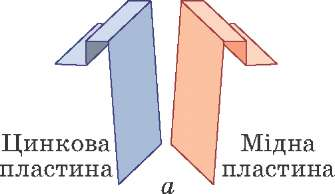 Цинкова
пластина
Мідна
пластина
а